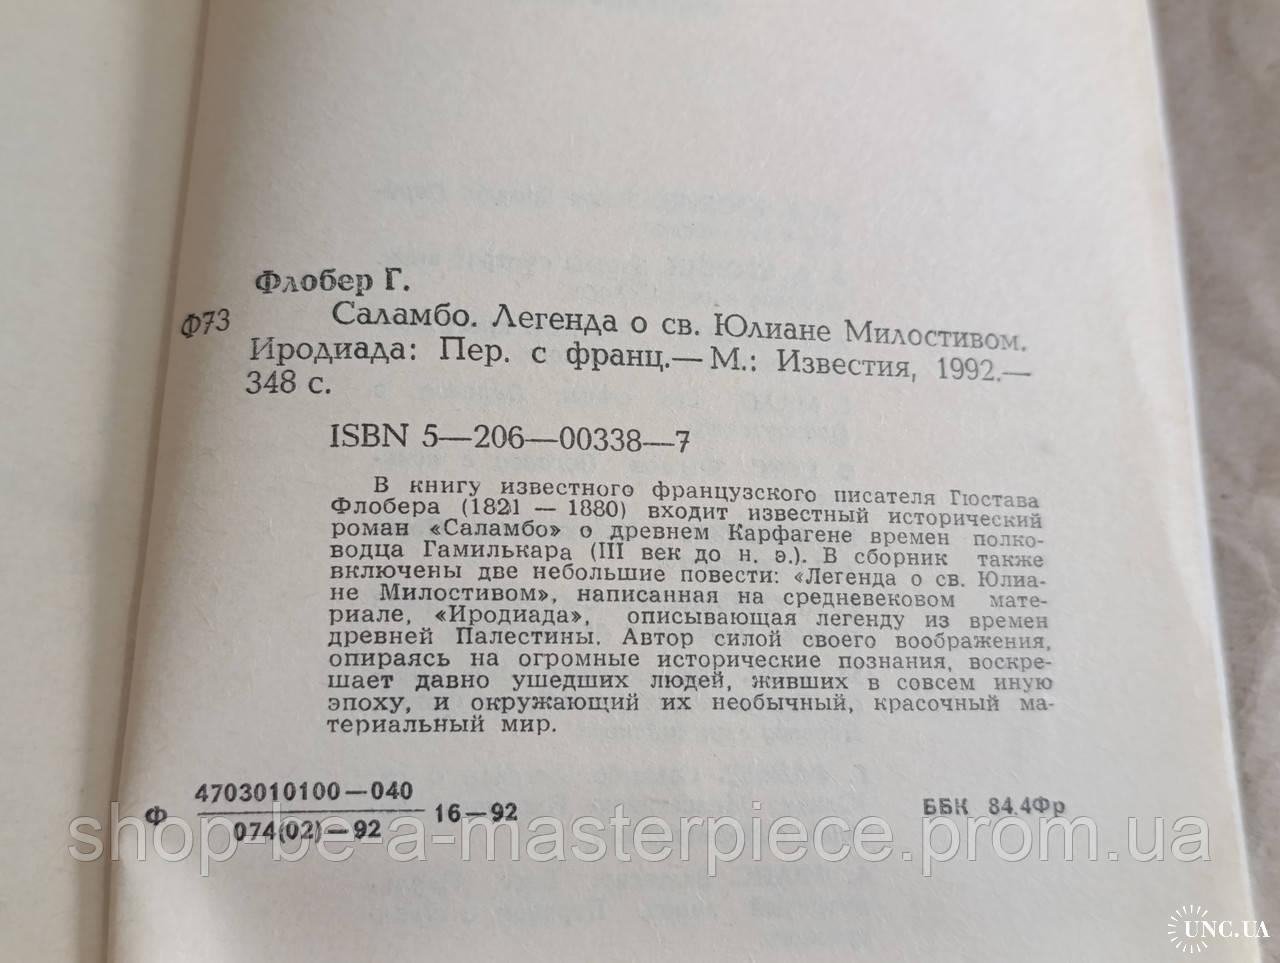 Флобер Г.
Ф73
Саламбо. Легенда о св. Юлиане Милостивом.
Иродиада: Пер. с франц.— М.: Известия, 1992.—
348 с.
ISBN 5—206—00338—7
В книгу известного французского писателя Гюстава
Флобера (1821 — 1880) входит известный исторический
роман «Саламбо» о древнем Карфагене времен полко-
водца Гамилькара (III век до н. э.). В сборник также
включены две небольшие повести: «Легенда о св. Юлиа-
не Милостивом», написанная на средневековом мате-
риале, «Иродиада», описывающая легенду из времен
древней Палестины. Автор силой своего воображения,
опираясь на огромные исторические познания, воскре-
шает давно ушедших людей, живших в совсем иную
эпоху, и окружающий их необычный, красочный ма-
териальный мир.
Ф 4703010100—040
074(02)—92
16—92
ББК 84.4Фр
shop-be-a-masterpiece.prom.ua
UNC.UA